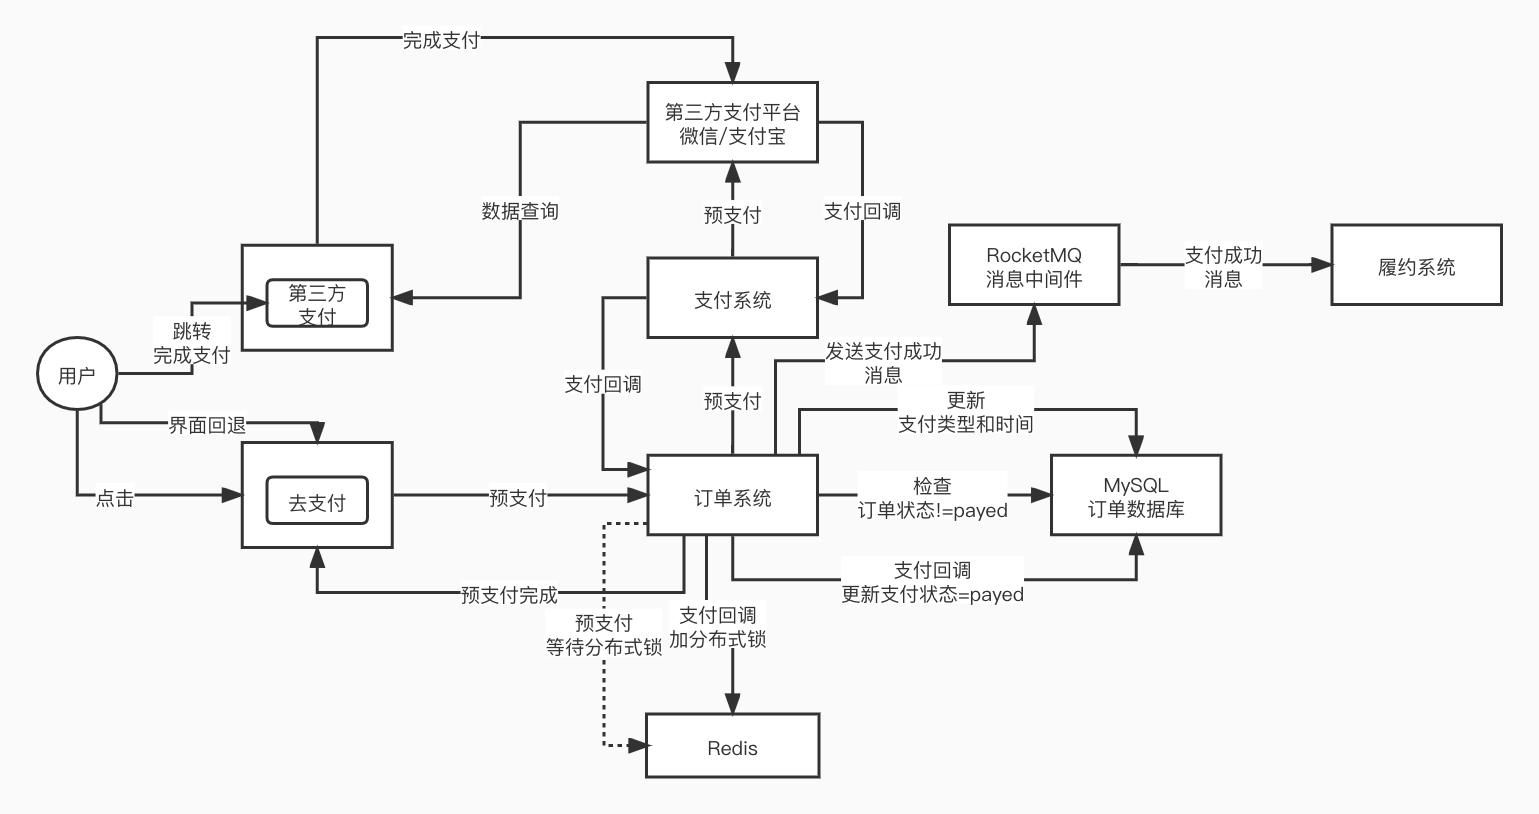 完成支付
第三方支付平台
微信/支付宝
数据查询
预支付
支付回调
RocketMQ
消息中间件
支付成功
消息
履约系统
第三方
支付
支付系统
跳转
完成支付
发送支付成功
消息
用户
支付回调
预支付
更新
支付类型和时间
界面回退
点击
去支付
预支付
订单系统
检查
订单状态!=payed
MySQL
订单数据库
支付回调
更新支付状态=payed
预支付完成
预支付
等待分布式锁
支付回调
加分布式锁
Redis